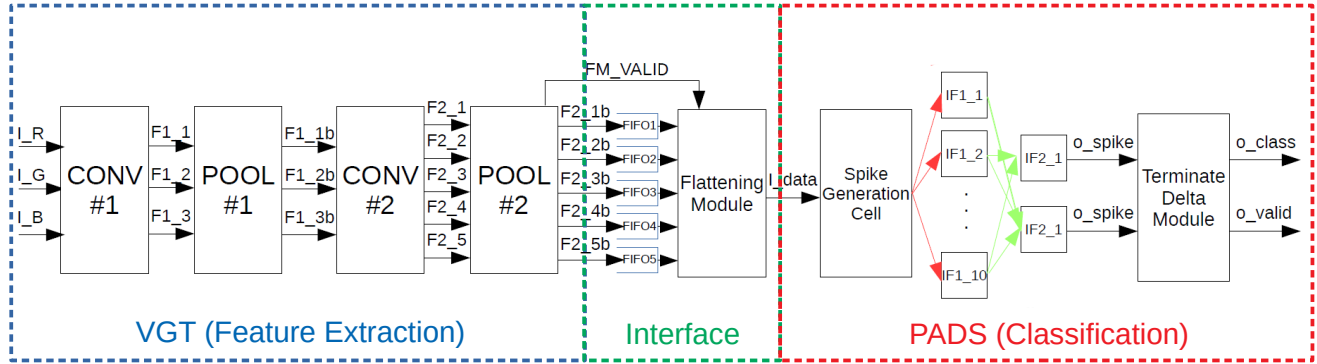 FM_VALID
I_R
I_G
I_B
CONV
#1
F1_1
F1_2
F1_3
POOL
#1
F1_1b
F1_2b
F1_3b
CONV
#2
F2_1
F2_2
F2_3
F2_4
F2_5
POOL
#2
F2_1b
F2_2b
F2_3b
F2_4b
F2_5b
FIFO1
FIFO2
FIFO3
FIFO4
FIFO5
Flattening
Module
I_data
Spike
Generation
Cell
IF1_1
IF1_2
.
.
.
IF1_10
IF2_1
IF2_1
o_spike
o_spike
Terminate
Delta
Module
o_class
o_valid
VGT (Feature Extraction)
Interface
PADS (Classification)